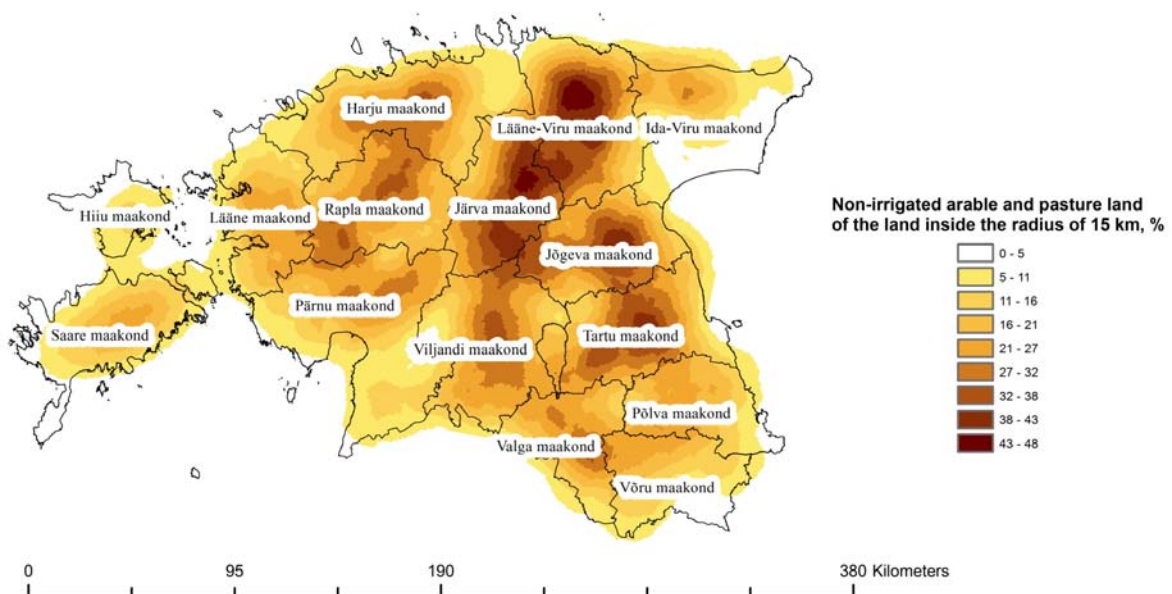 Harju maakond
Lääne-Viru maakond
Ida-Viru maakond
Hiiu maakond
Lääne maakond
Rapla maakond
Järva maakond
Jõgeva maakond
Pärnu maakond
Saare maakond
Viljandi maakond
Tartu maakond
Põlva maakond
Valga maakond
Võru maakond
Non-irrigated arable and pasture land
of the land inside the radius of 15 km, %
0 - 5
5 - 11
11 - 16
16 - 21
21 - 27
27 - 32
32 - 38
38 - 43
43 - 48
0 95 190 380 Kilometers